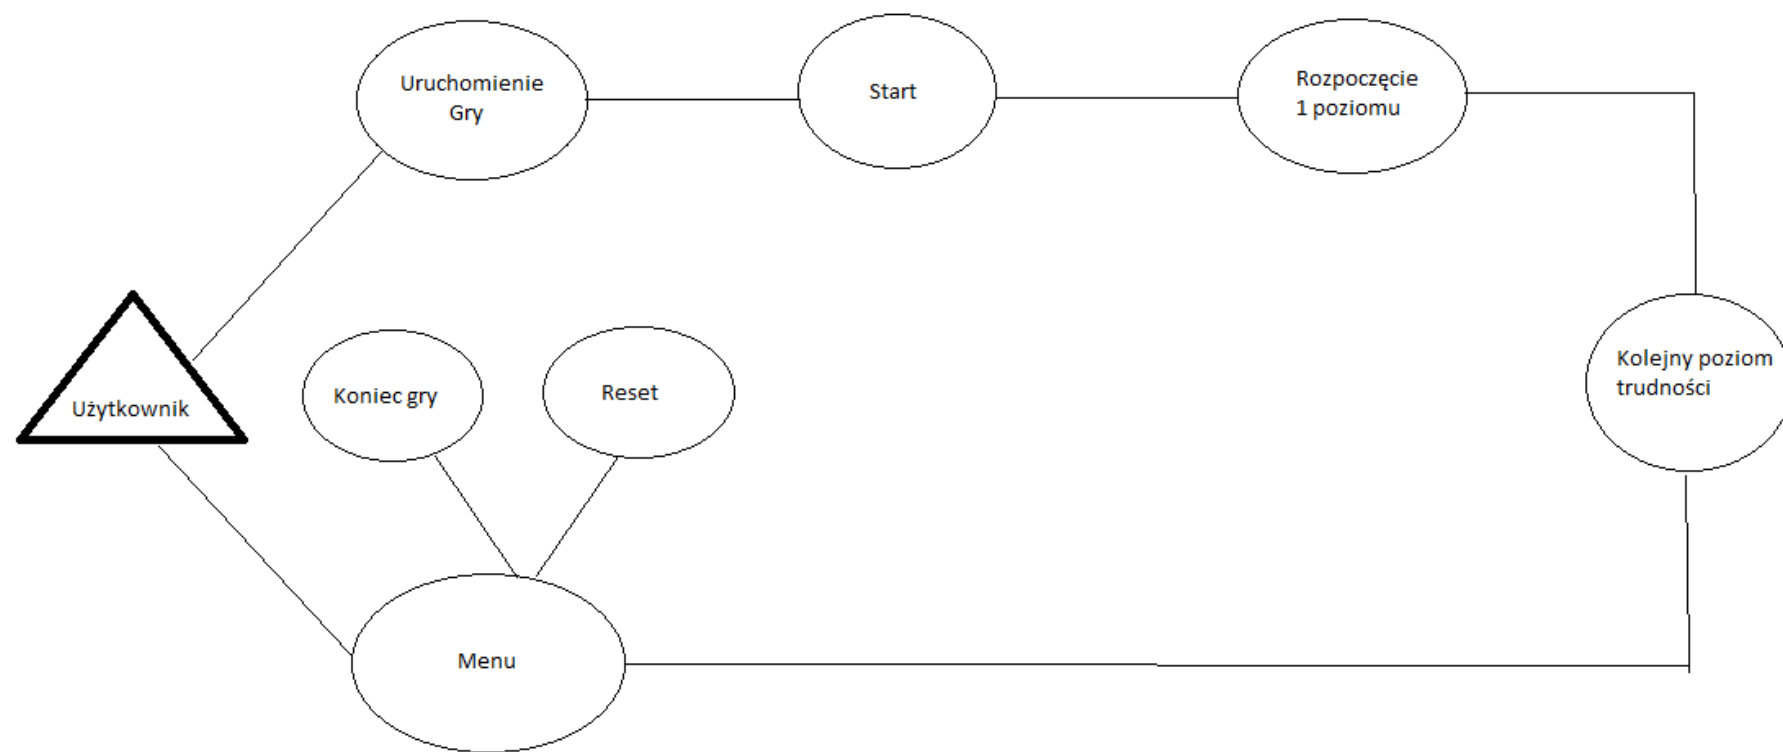 Uruchomienie
Gry
Start
Rozpoczęcie
1 poziomu
Kolejny poziom
trudności
Użytkownik
Koniec gry
Reset
Menu